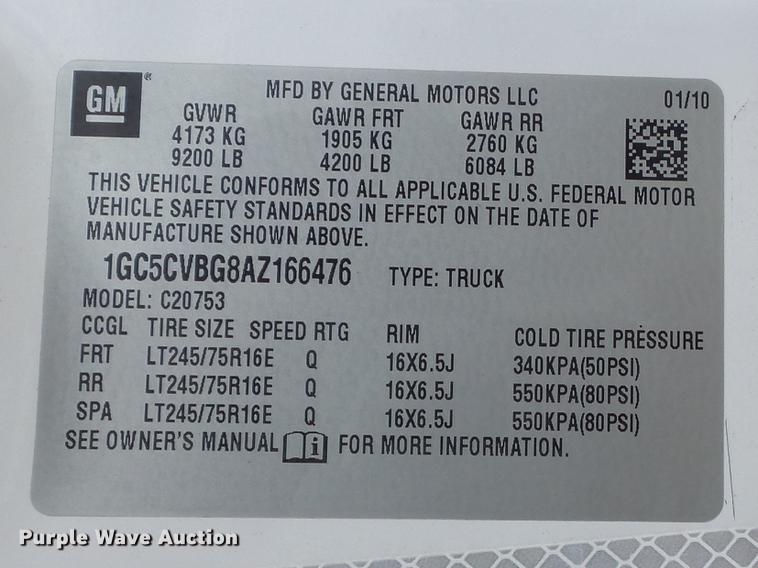 GM ®
MFD BY GENERAL MOTORS LLC 01/10
GVWR GAWR FRT GAWR RR
4173 KG 1905 KG 2760 KG
9200 LB 4200 LB 6084 LB
THIS VEHICLE CONFORMS TO ALL APPLICABLE U.S. FEDERAL MOTOR
VEHICLE SAFETY STANDARDS IN EFFECT ON THE DATE OF
MANUFACTURE SHOWN ABOVE.
1GC5CVBG8AZ166476 TYPE: TRUCK
MODEL: C20753
CCGL TIRE SIZE SPEED RTG RIM COLD TIRE PRESSURE
FRT LT245/75R16E Q 16X6.5J 340KPA(50PSI)
RR LT245/75R16E Q 16X6.5J 550KPA(80PSI)
SPA LT245/75R16E Q 16X6.5J 550KPA(80PSI)
SEE OWNER'S MANUAL i FOR MORE INFORMATION.
Purple Wave Auction